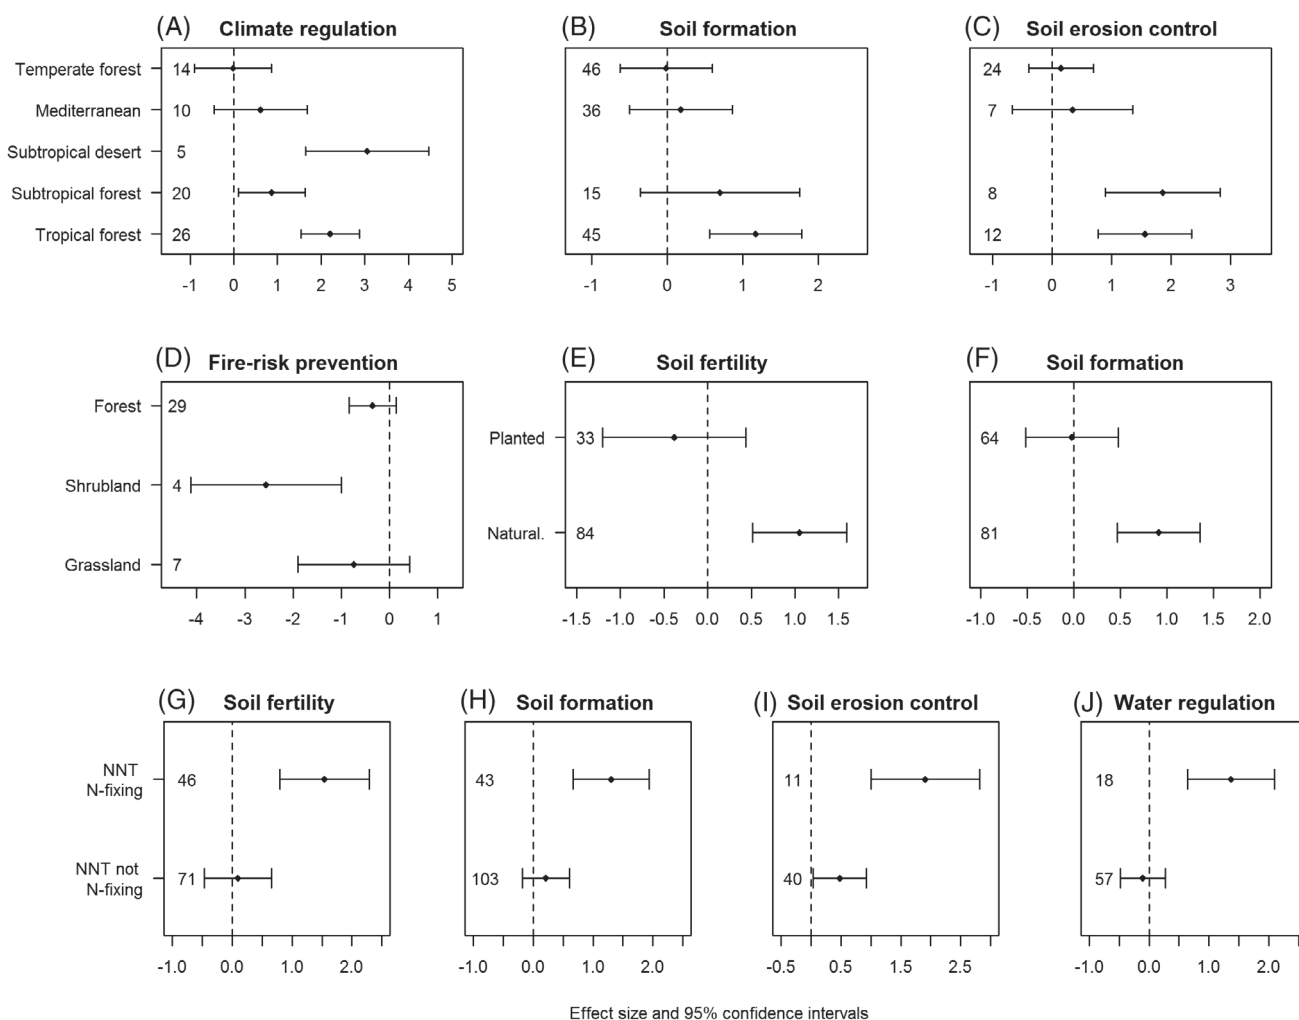 (A) Climate regulation
(B) Soil formation
(C) Soil erosion control
Temperate forest 14 46 24
Mediterranean 10 36 7
Subtropical desert 5
Subtropical forest 20 15 8
Tropical forest 26 45 12
-1 0 1 2 3 4 5
-1 0 1 2
-1 0 1 2 3
(D) Fire-risk prevention
(E) Soil fertility
(F) Soil formation
Forest 29
Shrubland 4
Grassland 7
Planted 33 64
Natural. 84 81
-4 -3 -2 -1 0 1
-1.5 -1.0 -0.5 0.0 0.5 1.0 1.5
-1.0 0.0 0.5 1.0 1.5 2.0
(G) Soil fertility
(H) Soil formation
(I) Soil erosion control
(J) Water regulation
NNT
N-fixing
46 43 11 18
NNT not
N-fixing
71 103 40 57
-1.0 0.0 1.0 2.0
-1.0 0.0 1.0 2.0
-0.5 0.5 1.5 2.5
-1.0 0.0 1.0 2.0
Effect size and 95% confidence intervals